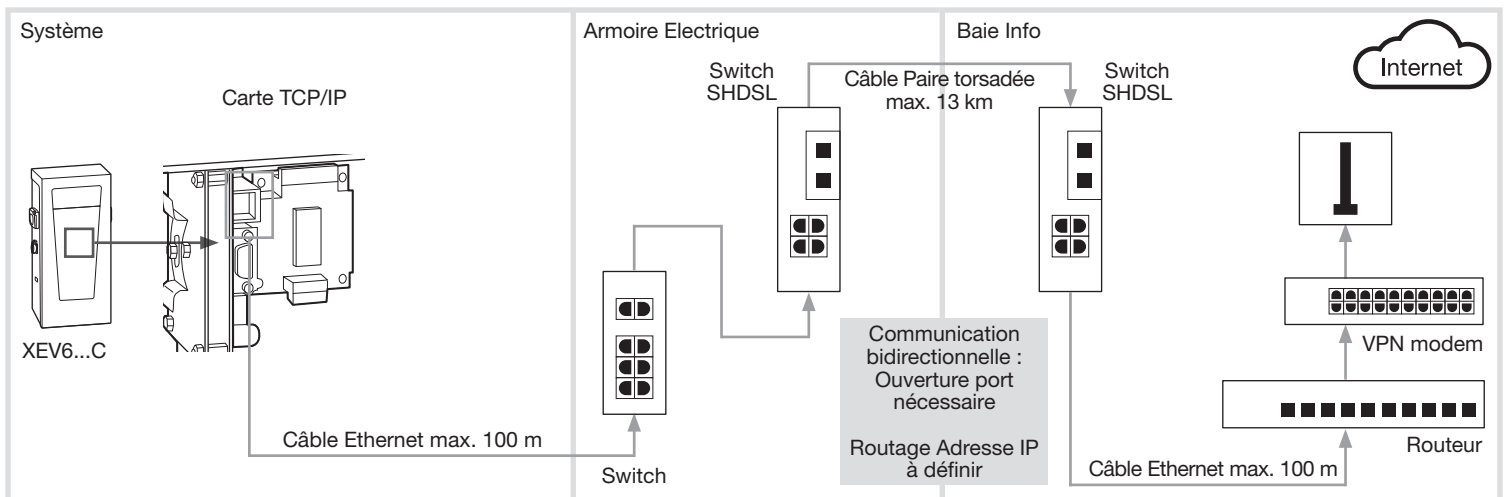 Système
Armoire Electrique
Baie Info
Internet
Carte TCP/IP
Switch
SHDSL
Câble Paire torsadée
max. 13 km
Switch
SHDSL
XEV6...C
Communication
bidirectionnelle :
Ouverture port
nécessaire
Routage Adresse IP
à définir
VPN modem
Routeur
Câble Ethernet max. 100 m
Switch
Câble Ethernet max. 100 m